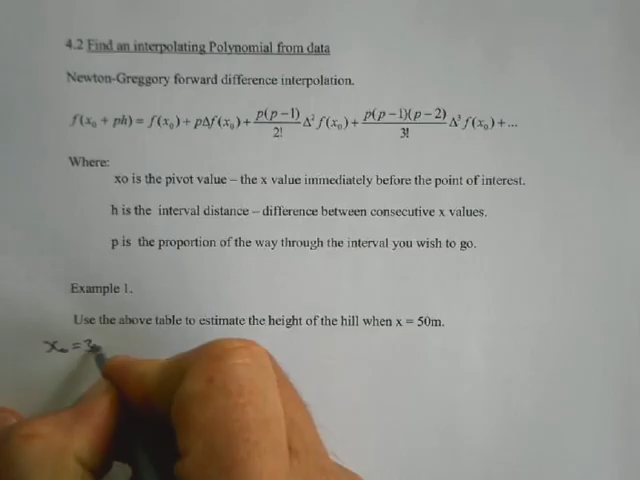 4.2 Find an interpolating Polynomial from data
Newton-Greggory forward difference interpolation.
f(x₀ + ph) = f(x₀) + pΔf(x₀) + p(p−1)/2! Δ² f(x₀) + p(p−1)(p−2)/3! Δ³ f(x₀) + ...
Where:
xo is the pivot value – the x value immediately before the point of interest.
h is the interval distance – difference between consecutive x values.
p is the proportion of the way through the interval you wish to go.
Example 1.
Use the above table to estimate the height of the hill when x = 50m.
x₀ = 3